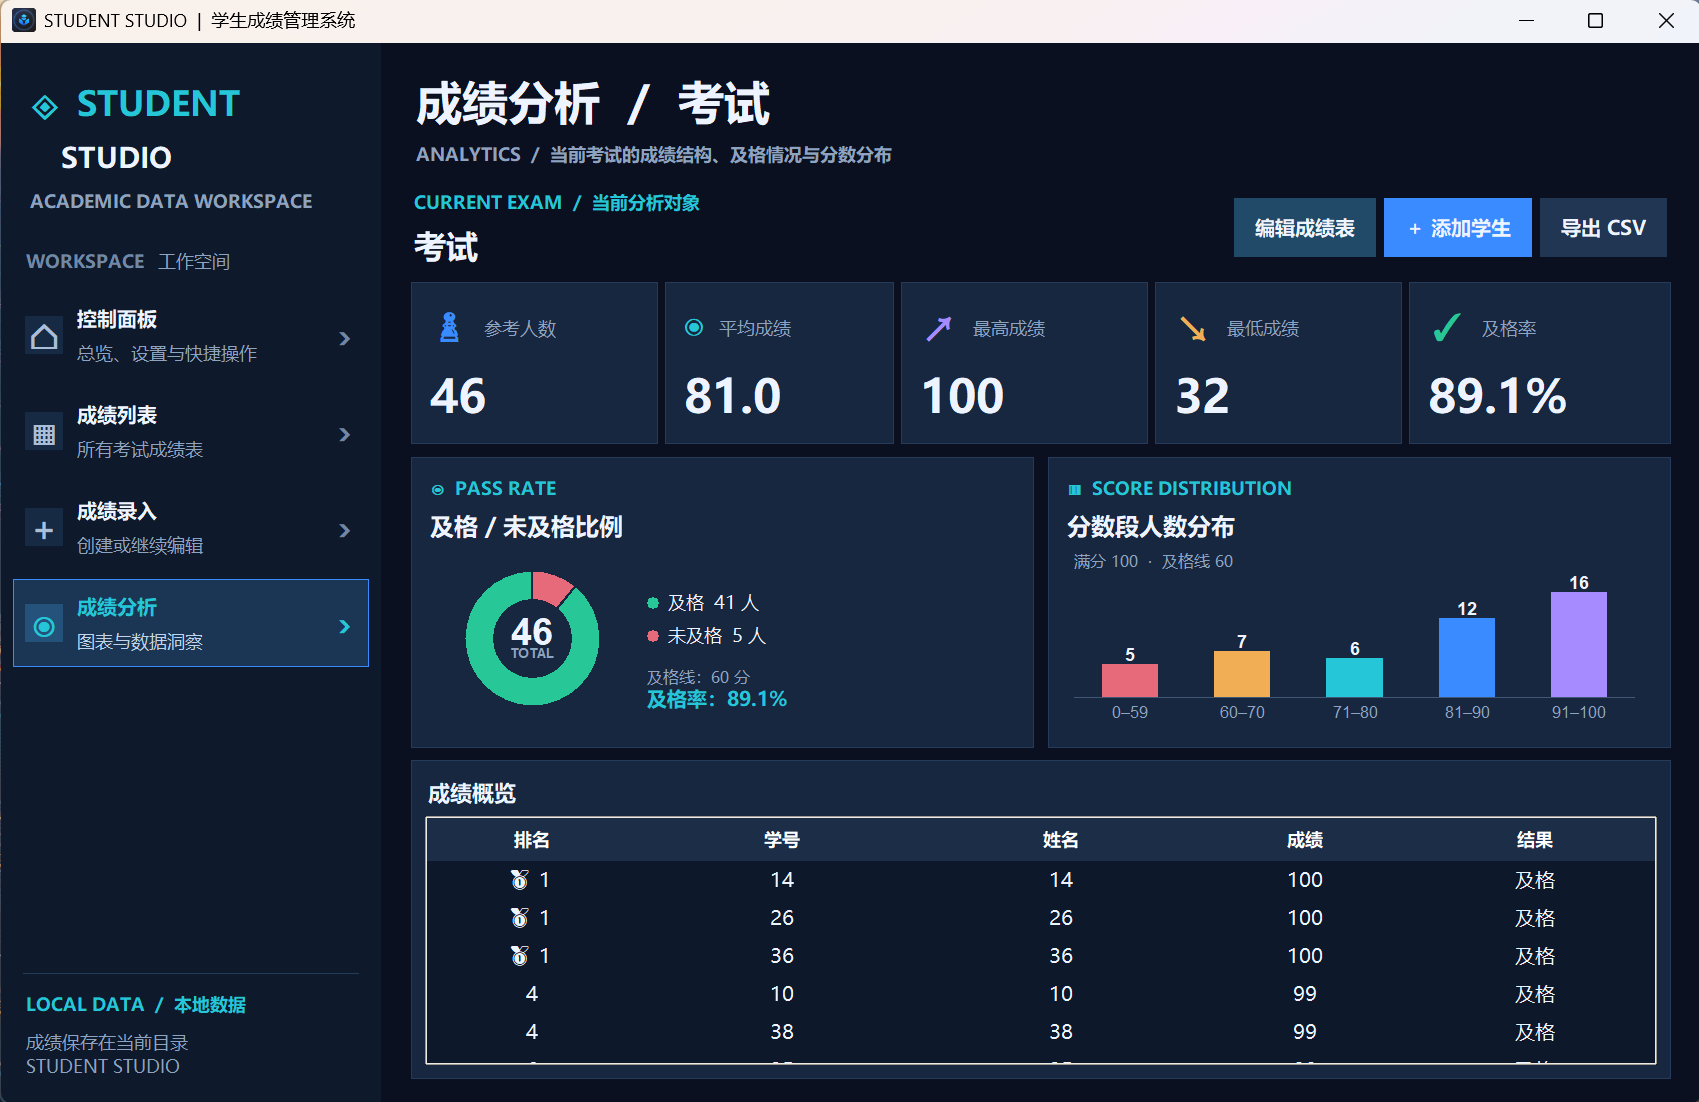 STUDENT STUDIO | 学生成绩管理系统
STUDENT
STUDIO
ACADEMIC DATA WORKSPACE
WORKSPACE 工作空间
控制面板
总览、设置与快捷操作
成绩列表
所有考试成绩表
成绩录入
创建或继续编辑
成绩分析
图表与数据洞察
LOCAL DATA / 本地数据
成绩保存在当前目录
STUDENT STUDIO
成绩分析 / 考试
ANALYTICS / 当前考试的成绩结构、及格情况与分数分布
CURRENT EXAM / 当前分析对象
考试
编辑成绩表
+ 添加学生
导出 CSV
参考人数
46
平均成绩
81.0
最高成绩
100
最低成绩
32
及格率
89.1%
PASS RATE
及格 / 未及格比例
46
TOTAL
及格 41 人
未及格 5 人
及格线：60 分
及格率：89.1%
SCORE DISTRIBUTION
分数段人数分布
满分 100 · 及格线 60
5
7
6
12
16
0–59
60–70
71–80
81–90
91–100
成绩概览
排名 学号 姓名 成绩 结果
1 14 14 100 及格
1 26 26 100 及格
1 36 36 100 及格
4 10 10 99 及格
4 38 38 99 及格